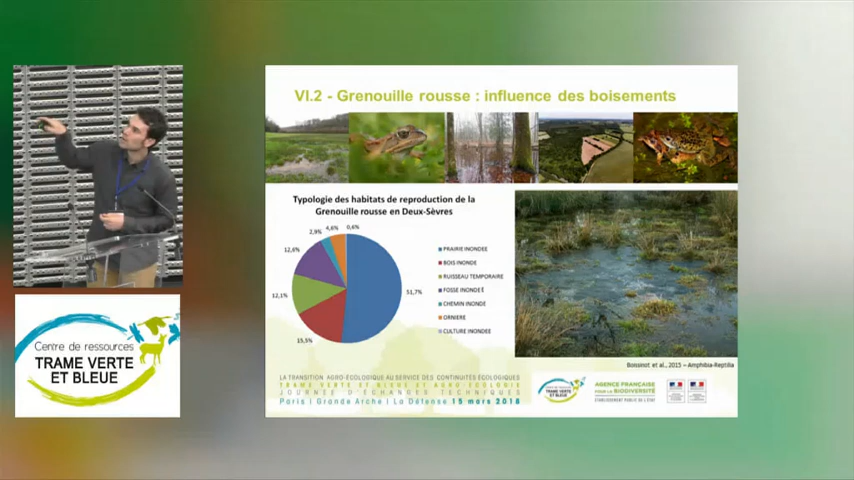 VI.2 - Grenouille rousse : influence des boisements
Typologie des habitats de reproduction de la
Grenouille rousse en Deux-Sèvres
0,6%
4,6%
2,9%
12,6%
12,1%
15,5%
51,7%
PRAIRIE INONDEE
BOIS INONDE
RUISSEAU TEMPORAIRE
FOSSE INONDEE
CHEMIN INONDE
ORNIERE
CULTURE INONDEE
Boissinot et al., 2015 – Amphibia-Reptilia
LA TRANSITION AGRO-ÉCOLOGIQUE AU SERVICE DES CONTINUITÉS ÉCOLOGIQUES
TRAME VERTE ET BLEUE ET AGRO-ÉCOLOGIE
JOURNÉE D'ÉCHANGES TECHNIQUES
Paris | Grande Arche | La Défense 15 mars 2018
TRAME VERTE
ET BLEUE
AGENCE FRANÇAISE
POUR LA BIODIVERSITÉ
ÉTABLISSEMENT PUBLIC DE L'ÉTAT
Centre de ressources
TRAME VERTE
ET BLEUE